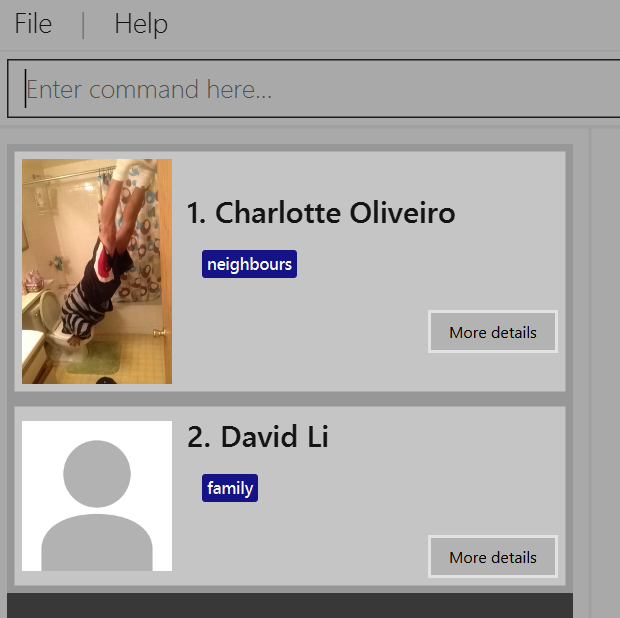 File | Help
Enter command here...
1. Charlotte Oliveiro
neighbours
More details
2. David Li
family
More details